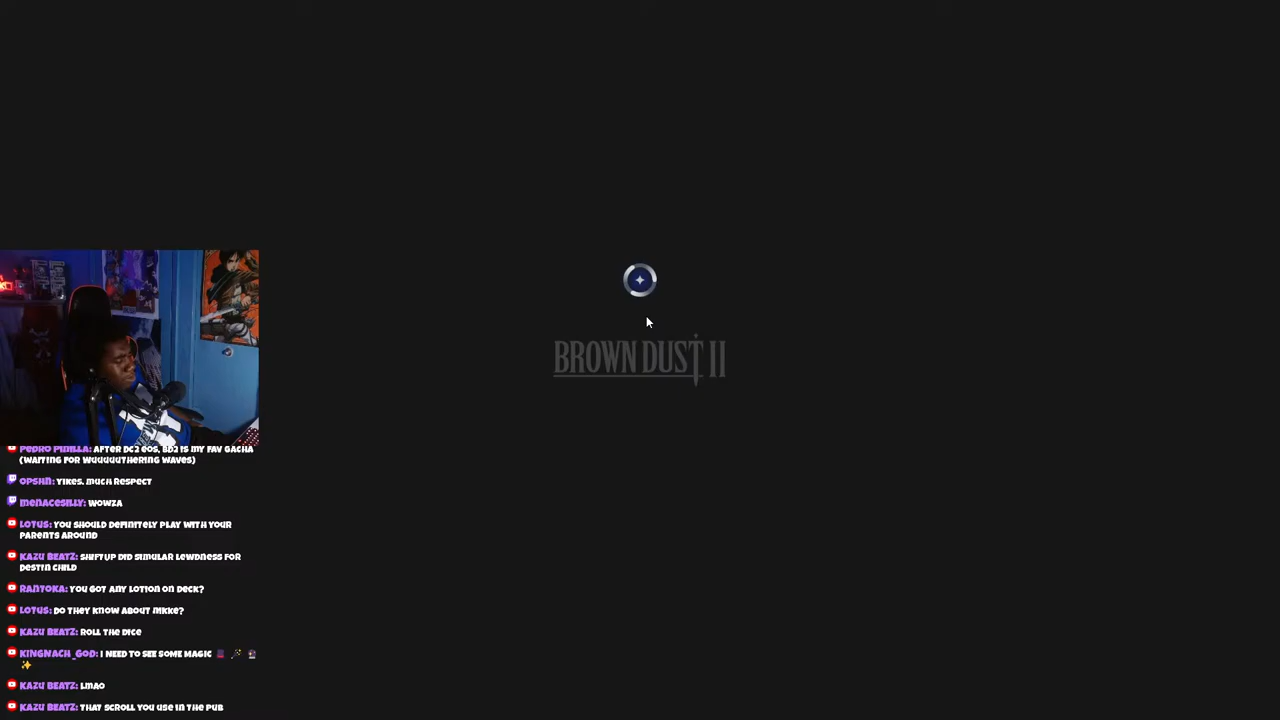 BROWN DUST II
PEDRO PINILLA: AFTER DC2 EOS, BD2 IS MY FAV GACHA
(WAITING FOR WUUUUUTHERING WAVES)
OPSHN: YIKES. MUCH RESPECT
MENACESILLY: WOWZA
LOTUS: YOU SHOULD DEFINITELY PLAY WITH YOUR
PARENTS AROUND
KAZU BEATZ: SHIFTUP DID SIMULAR LEWDNESS FOR
DESTIN CHILD
RANTOKA: YOU GOT ANY LOTION ON DECK?
LOTUS: DO THEY KNOW ABOUT NIKKE?
KAZU BEATZ: ROLL THE DICE
KINGNACH_GOD: I NEED TO SEE SOME MAGIC
KAZU BEATZ: LMAO
KAZU BEATZ: THAT SCROLL YOU USE IN THE PUB